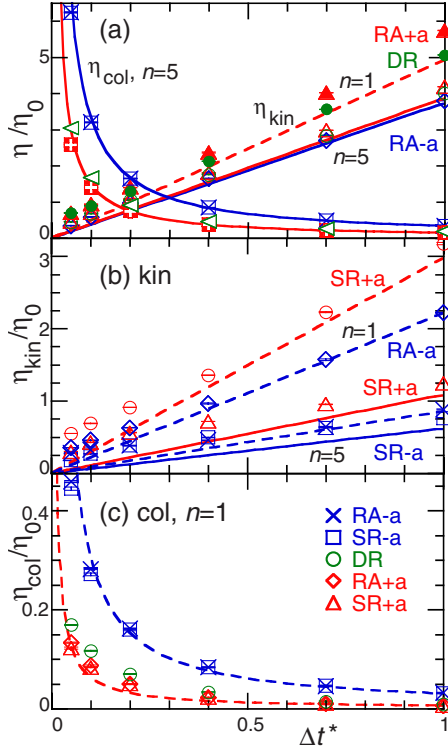 (a)
η_col, n=5
RA+a
DR
n=1
η_kin
n=5
RA-a
η/η_0
5
0
(b) kin
SR+a
n=1
RA-a
SR+a
n=5
SR-a
η_kin/η_0
3
2
1
0
(c) col, n=1
RA-a
SR-a
DR
RA+a
SR+a
η_col/η_0
0.4
0.2
0
0
0.5
1
Δt*